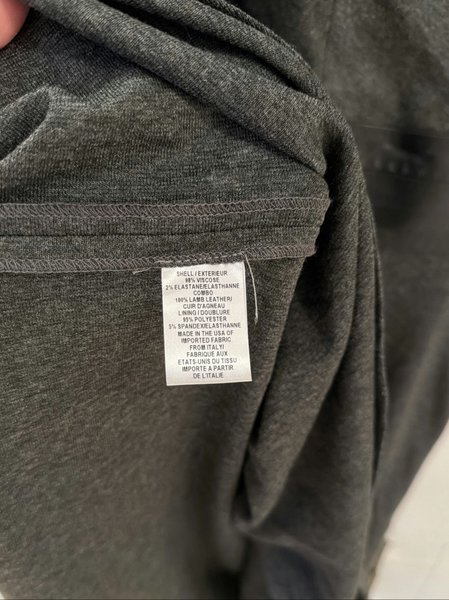 SHELL/EXTERIEUR
98% VISCOSE
2% ELASTANE/ELASTHANNE
COMBO
100% LAMB LEATHER/
CUIR D'AGNEAU
LINING/DOUBLURE
95% POLYESTER
5% SPANDEX/ELASTHANNE
MADE IN THE USA OF
IMPORTED FABRIC
FROM ITALY/
FABRIQUÉ AUX
ETATS-UNIS DU TISSU
IMPORTE A PARTIR
DE L'ITALIE